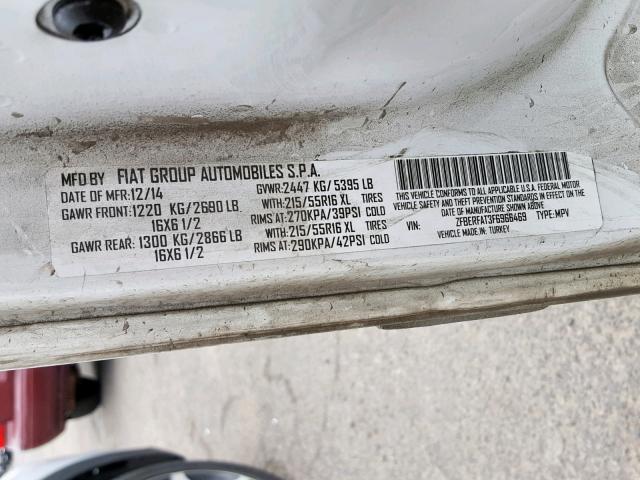 MFD BY FIAT GROUP AUTOMOBILES S.P.A.
DATE OF MFR:12/14 GVWR:2447 KG/5395 LB
GAWR FRONT:1220 KG/2690 LB WITH:215/55R16 XL TIRES
16X6 1/2 RIMS AT:270KPA/39PSI COLD
GAWR REAR:1300 KG/2866 LB WITH:215/55R16 XL TIRES
16X6 1/2 RIMS AT:290KPA/42PSI COLD
THIS VEHICLE CONFORMS TO ALL APPLICABLE U.S.A. FEDERAL MOTOR
VEHICLE SAFETY AND THEFT PREVENTION STANDARDS IN
EFFECT ON THE DATE OF MANUFACTURE SHOWN ABOVE
VIN: ZFBERFAT3F6966469 TYPE:MPV
VEHICLE MADE IN: TURKEY